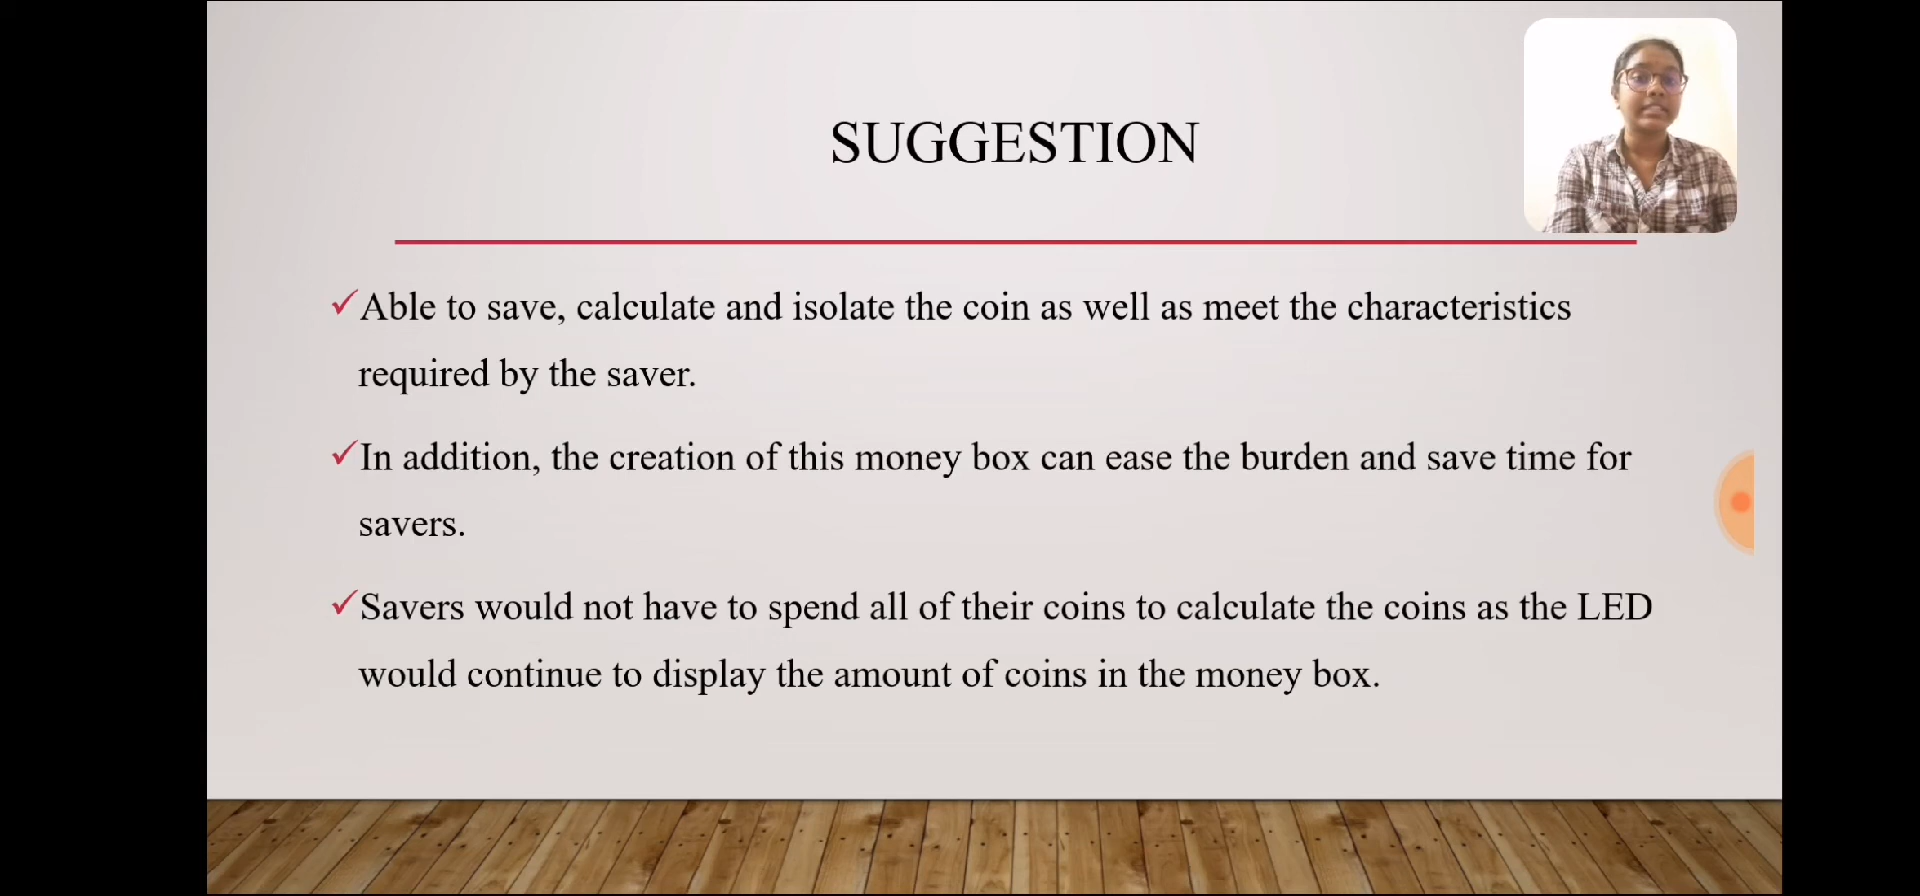 SUGGESTION
Able to save, calculate and isolate the coin as well as meet the characteristics
required by the saver.
In addition, the creation of this money box can ease the burden and save time for
savers.
Savers would not have to spend all of their coins to calculate the coins as the LED
would continue to display the amount of coins in the money box.